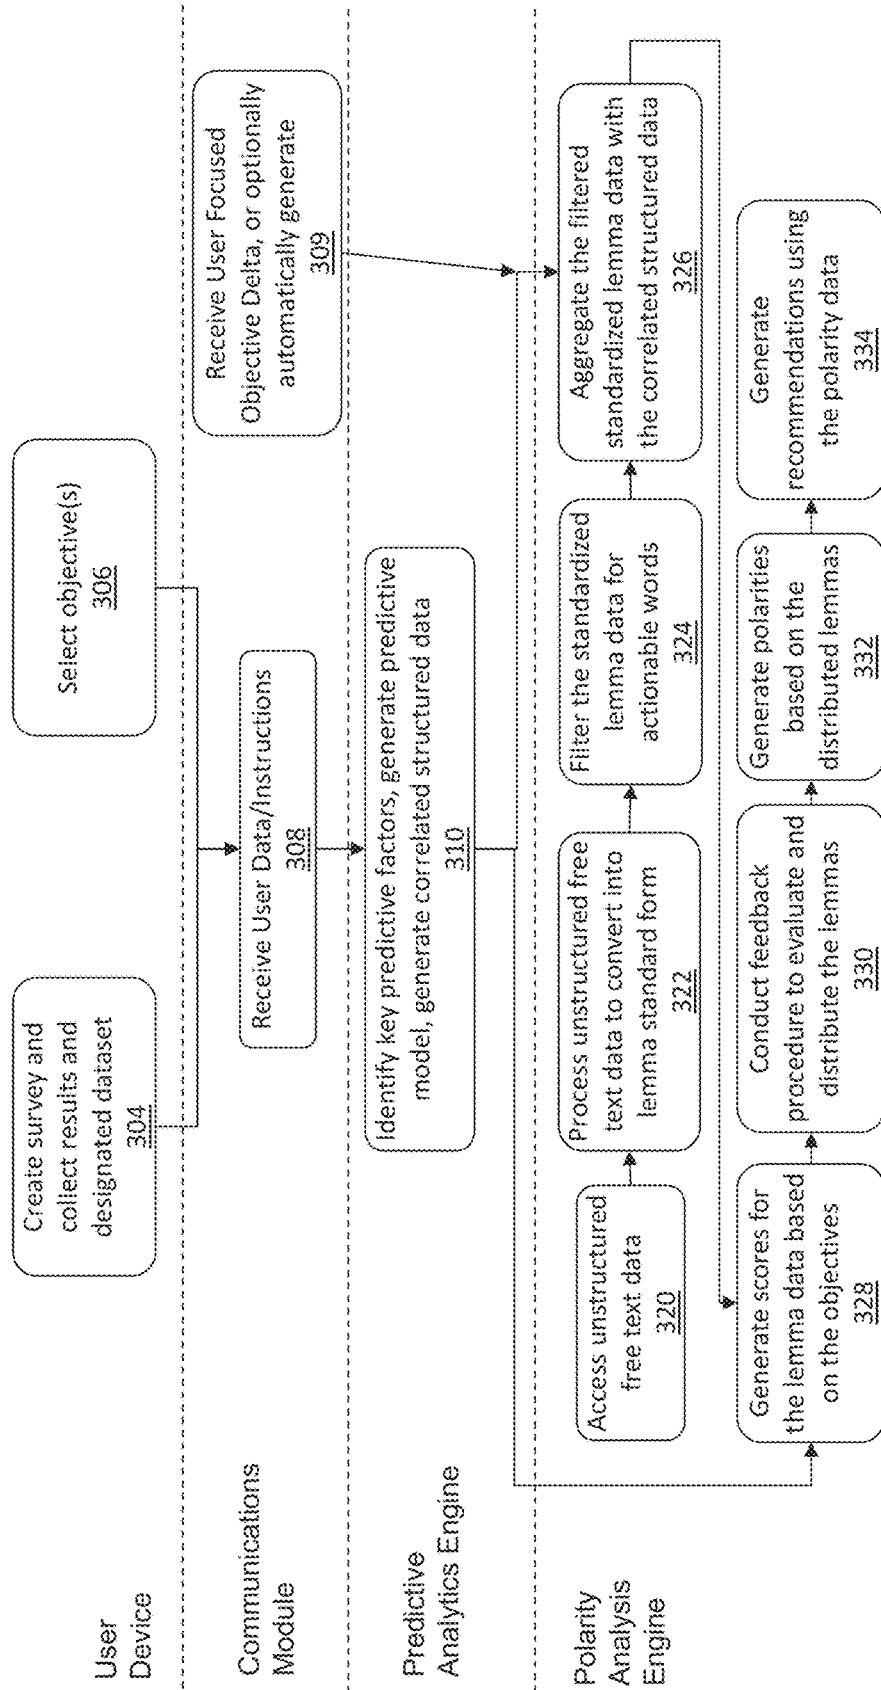 User
Device
Create survey and
collect results and
designated dataset
304
Select objective(s)
306
Communications
Module
Receive User Data/Instructions
308
Receive User Focused
Objective Delta, or optionally
automatically generate
309
Predictive
Analytics Engine
Identify key predictive factors, generate predictive
model, generate correlated structured data
310
Polarity
Analysis
Engine
Access unstructured
free text data
320
Process unstructured free
text data to convert into
lemma standard form
322
Filter the standardized
lemma data for
actionable words
324
Aggregate the filtered
standardized lemma data with
the correlated structured data
326
Generate scores for
the lemma data based
on the objectives
328
Conduct feedback
procedure to evaluate and
distribute the lemmas
330
Generate polarities
based on the
distributed lemmas
332
Generate
recommendations using
the polarity data
334